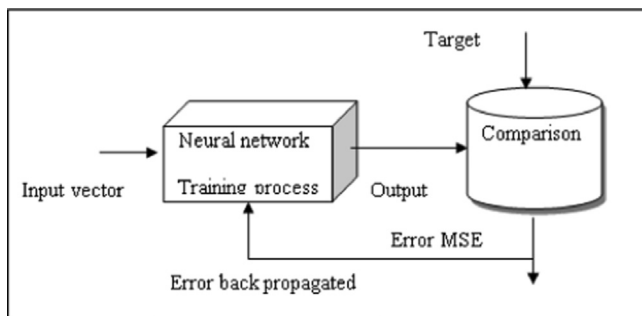 Target
Neural network
Training process
Comparison
Input vector
Output
Error MSE
Error back propagated